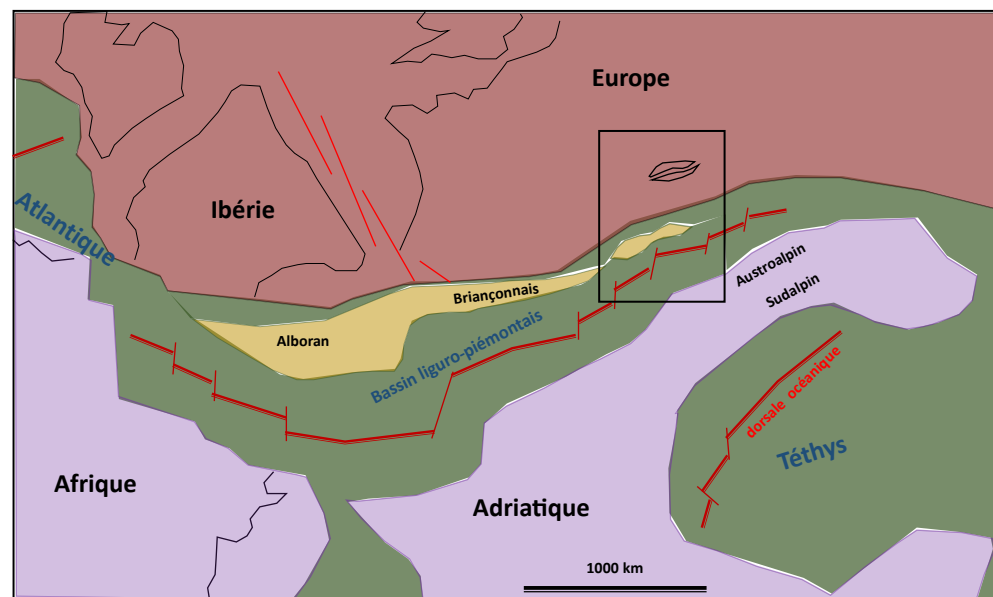 Europe
Ibérie
Atlantique
Austroalpin
Sudalpin
Briançonnais
Alboran
Bassin liguro-piémontais
dorsale océanique
Téthys
Afrique
Adriatique
1000 km